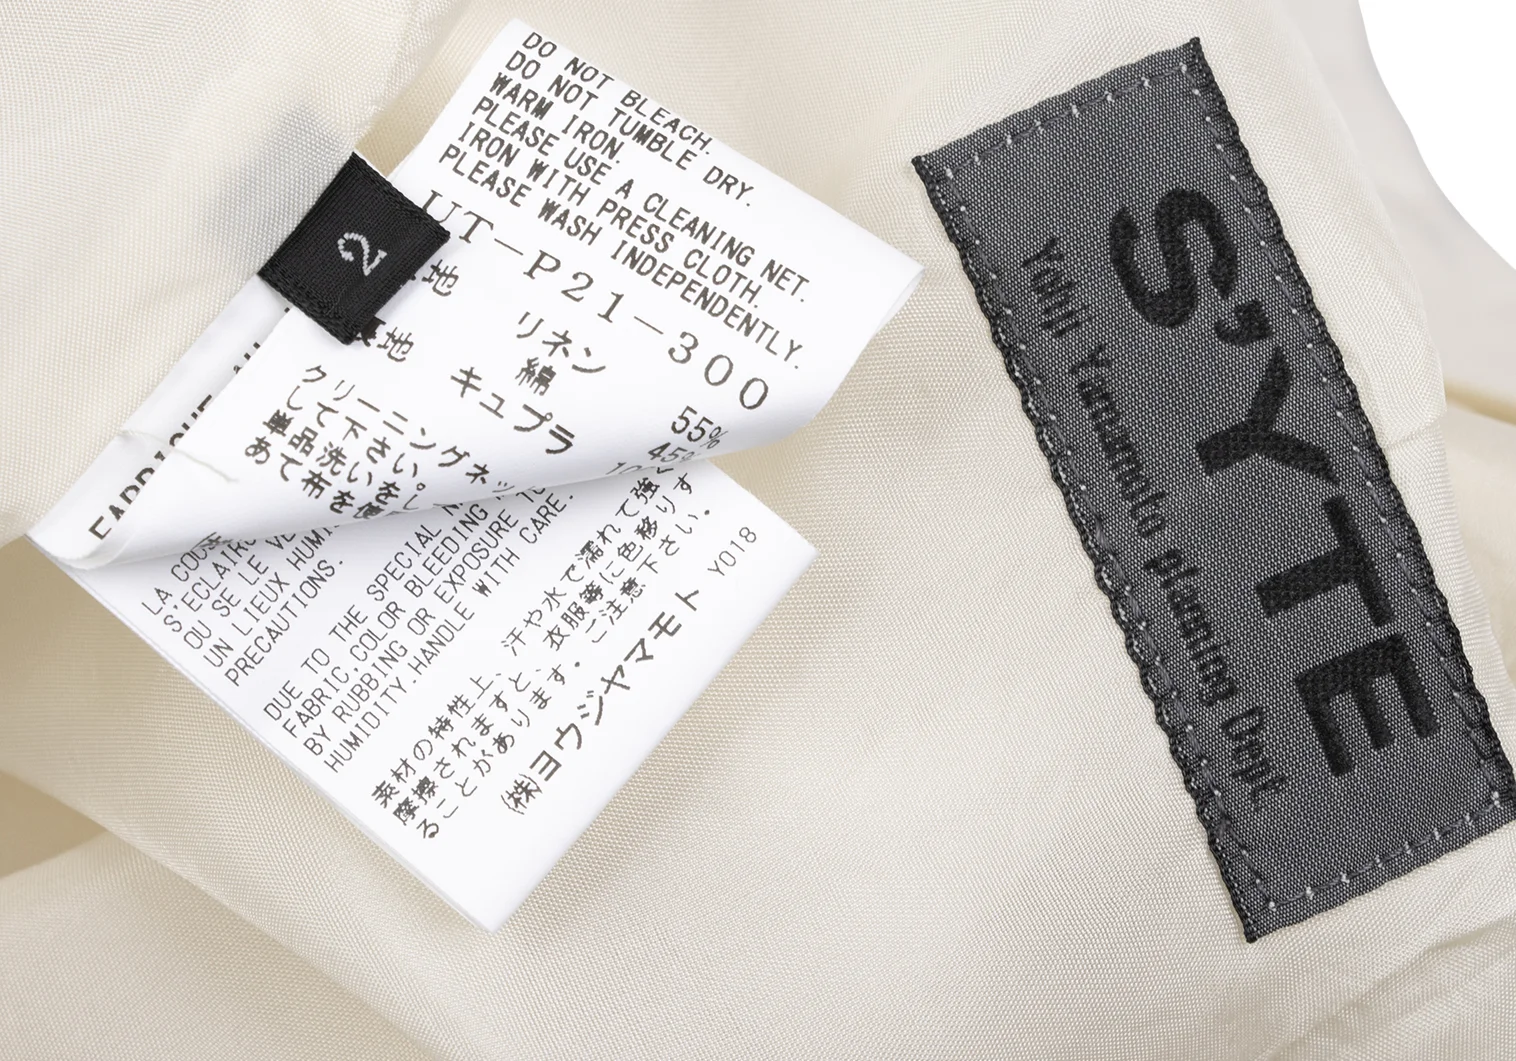 DO NOT BLEACH.
DO NOT TUMBLE DRY.
WARM IRON.
PLEASE USE A CLEANING NET.
IRON WITH PRESS CLOTH.
PLEASE WASH INDEPENDENTLY.
2
UT-P21-300
地
リネン 55%
綿 45%
地 キュプラ
クリーニングネッ
して下さい。
単品洗いを
あて布を
LA
S'ECLAIR
OU SE LE
UN LIEUX HUMI
PRECAUTIONS.
DUE TO THE SPECIAL
FABRIC,COLOR BLEEDING
BY RUBBING OR EXPOSURE TO
HUMIDITY.HANDLE WITH CARE.
素材の特性上、汗や水で濡れて強く
摩擦されますと、衣服等に色移りす
ることがあります。ご注意下さい。
㈱ヨウジヤマモト Y018
S'YTE
Yohji Yamamoto planning Dept